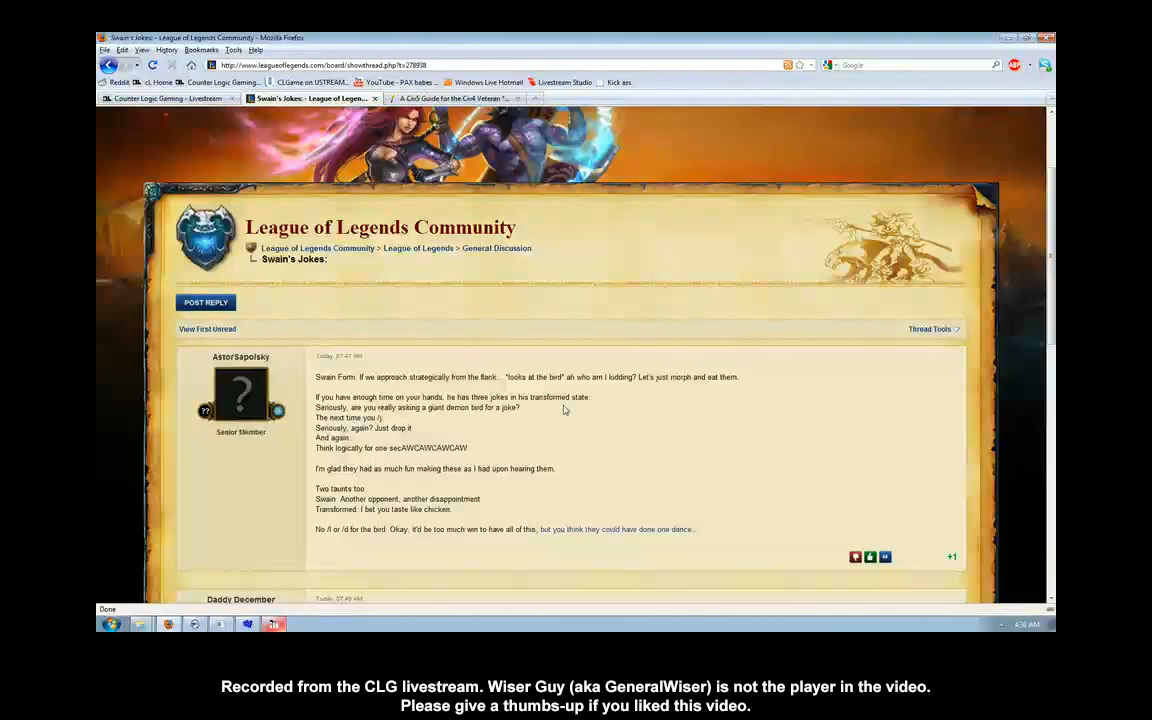 Swain's Jokes: - League of Legends Community - Mozilla Firefox
File Edit View History Bookmarks Tools Help
http://www.leagueoflegends.com/board/showthread.php?t=278938
Google
ABP
Reddit cL Home Counter Logic Gaming... CLGame on USTREAM... YouTube - PAX babes ... Windows Live Hotmail Livestream Studio Kick ass
Counter Logic Gaming - Livestream Swain's Jokes: - League of Legen... A Civ5 Guide for the Civ4 Veteran "...
League of Legends Community
League of Legends Community > League of Legends > General Discussion
Swain's Jokes:
POST REPLY
View First Unread Thread Tools
AstorSapolsky
Today, 07:47 AM
?
??
Senior Member
Swain Form: If we approach strategically from the flank... *looks at the bird* ah who am I kidding? Let's just morph and eat them.
If you have enough time on your hands, he has three jokes in his transformed state:
Seriously, are you really asking a giant demon bird for a joke?
The next time you /j:
Seriously, again? Just drop it
And again:
Think logically for one secAWCAWCAWCAW
I'm glad they had as much fun making these as I had upon hearing them.
Two taunts too
Swain: Another opponent, another disappointment
Transformed: I bet you taste like chicken.
No /l or /d for the bird. Okay, it'd be too much win to have all of this, but you think they could have done one dance...
+1
Daddy December
Today, 07:49 AM
Done
4:38 AM
Recorded from the CLG livestream. Wiser Guy (aka GeneralWiser) is not the player in the video.
Please give a thumbs-up if you liked this video.